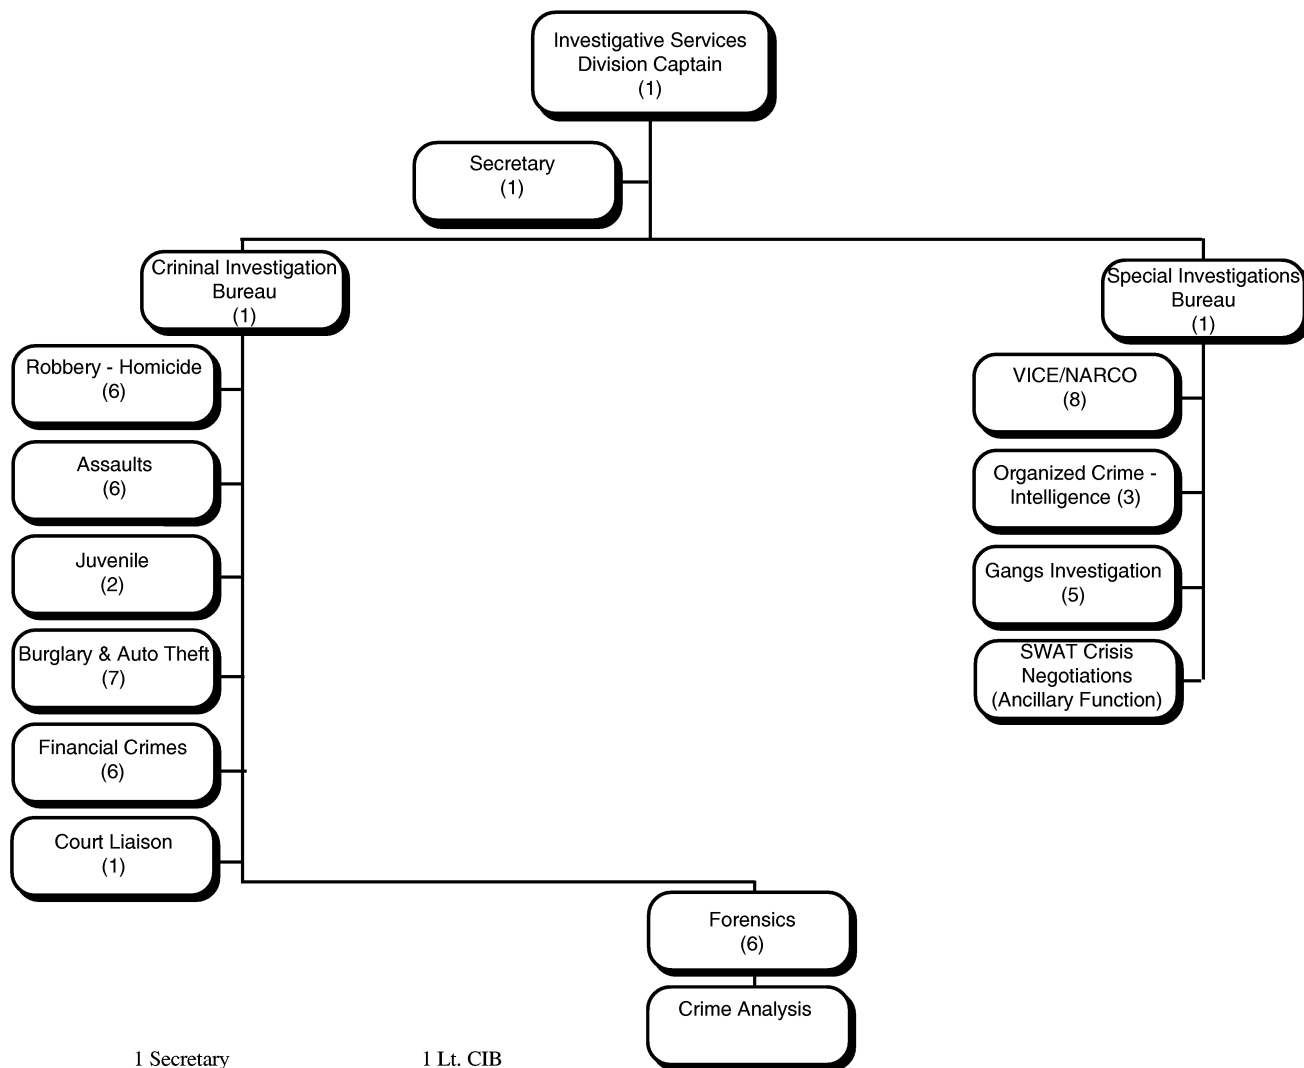 Investigative Services
Division Captain
(1)
Secretary
(1)
Crininal Investigation
Bureau
(1)
Special Investigations
Bureau
(1)
Robbery - Homicide
(6)
Assaults
(6)
Juvenile
(2)
Burglary & Auto Theft
(7)
Financial Crimes
(6)
Court Liaison
(1)
VICE/NARCO
(8)
Organized Crime -
Intelligence (3)
Gangs Investigation
(5)
SWAT Crisis
Negotiations
(Ancillary Function)
Forensics
(6)
Crime Analysis
1 Secretary
1 Lt. CIB